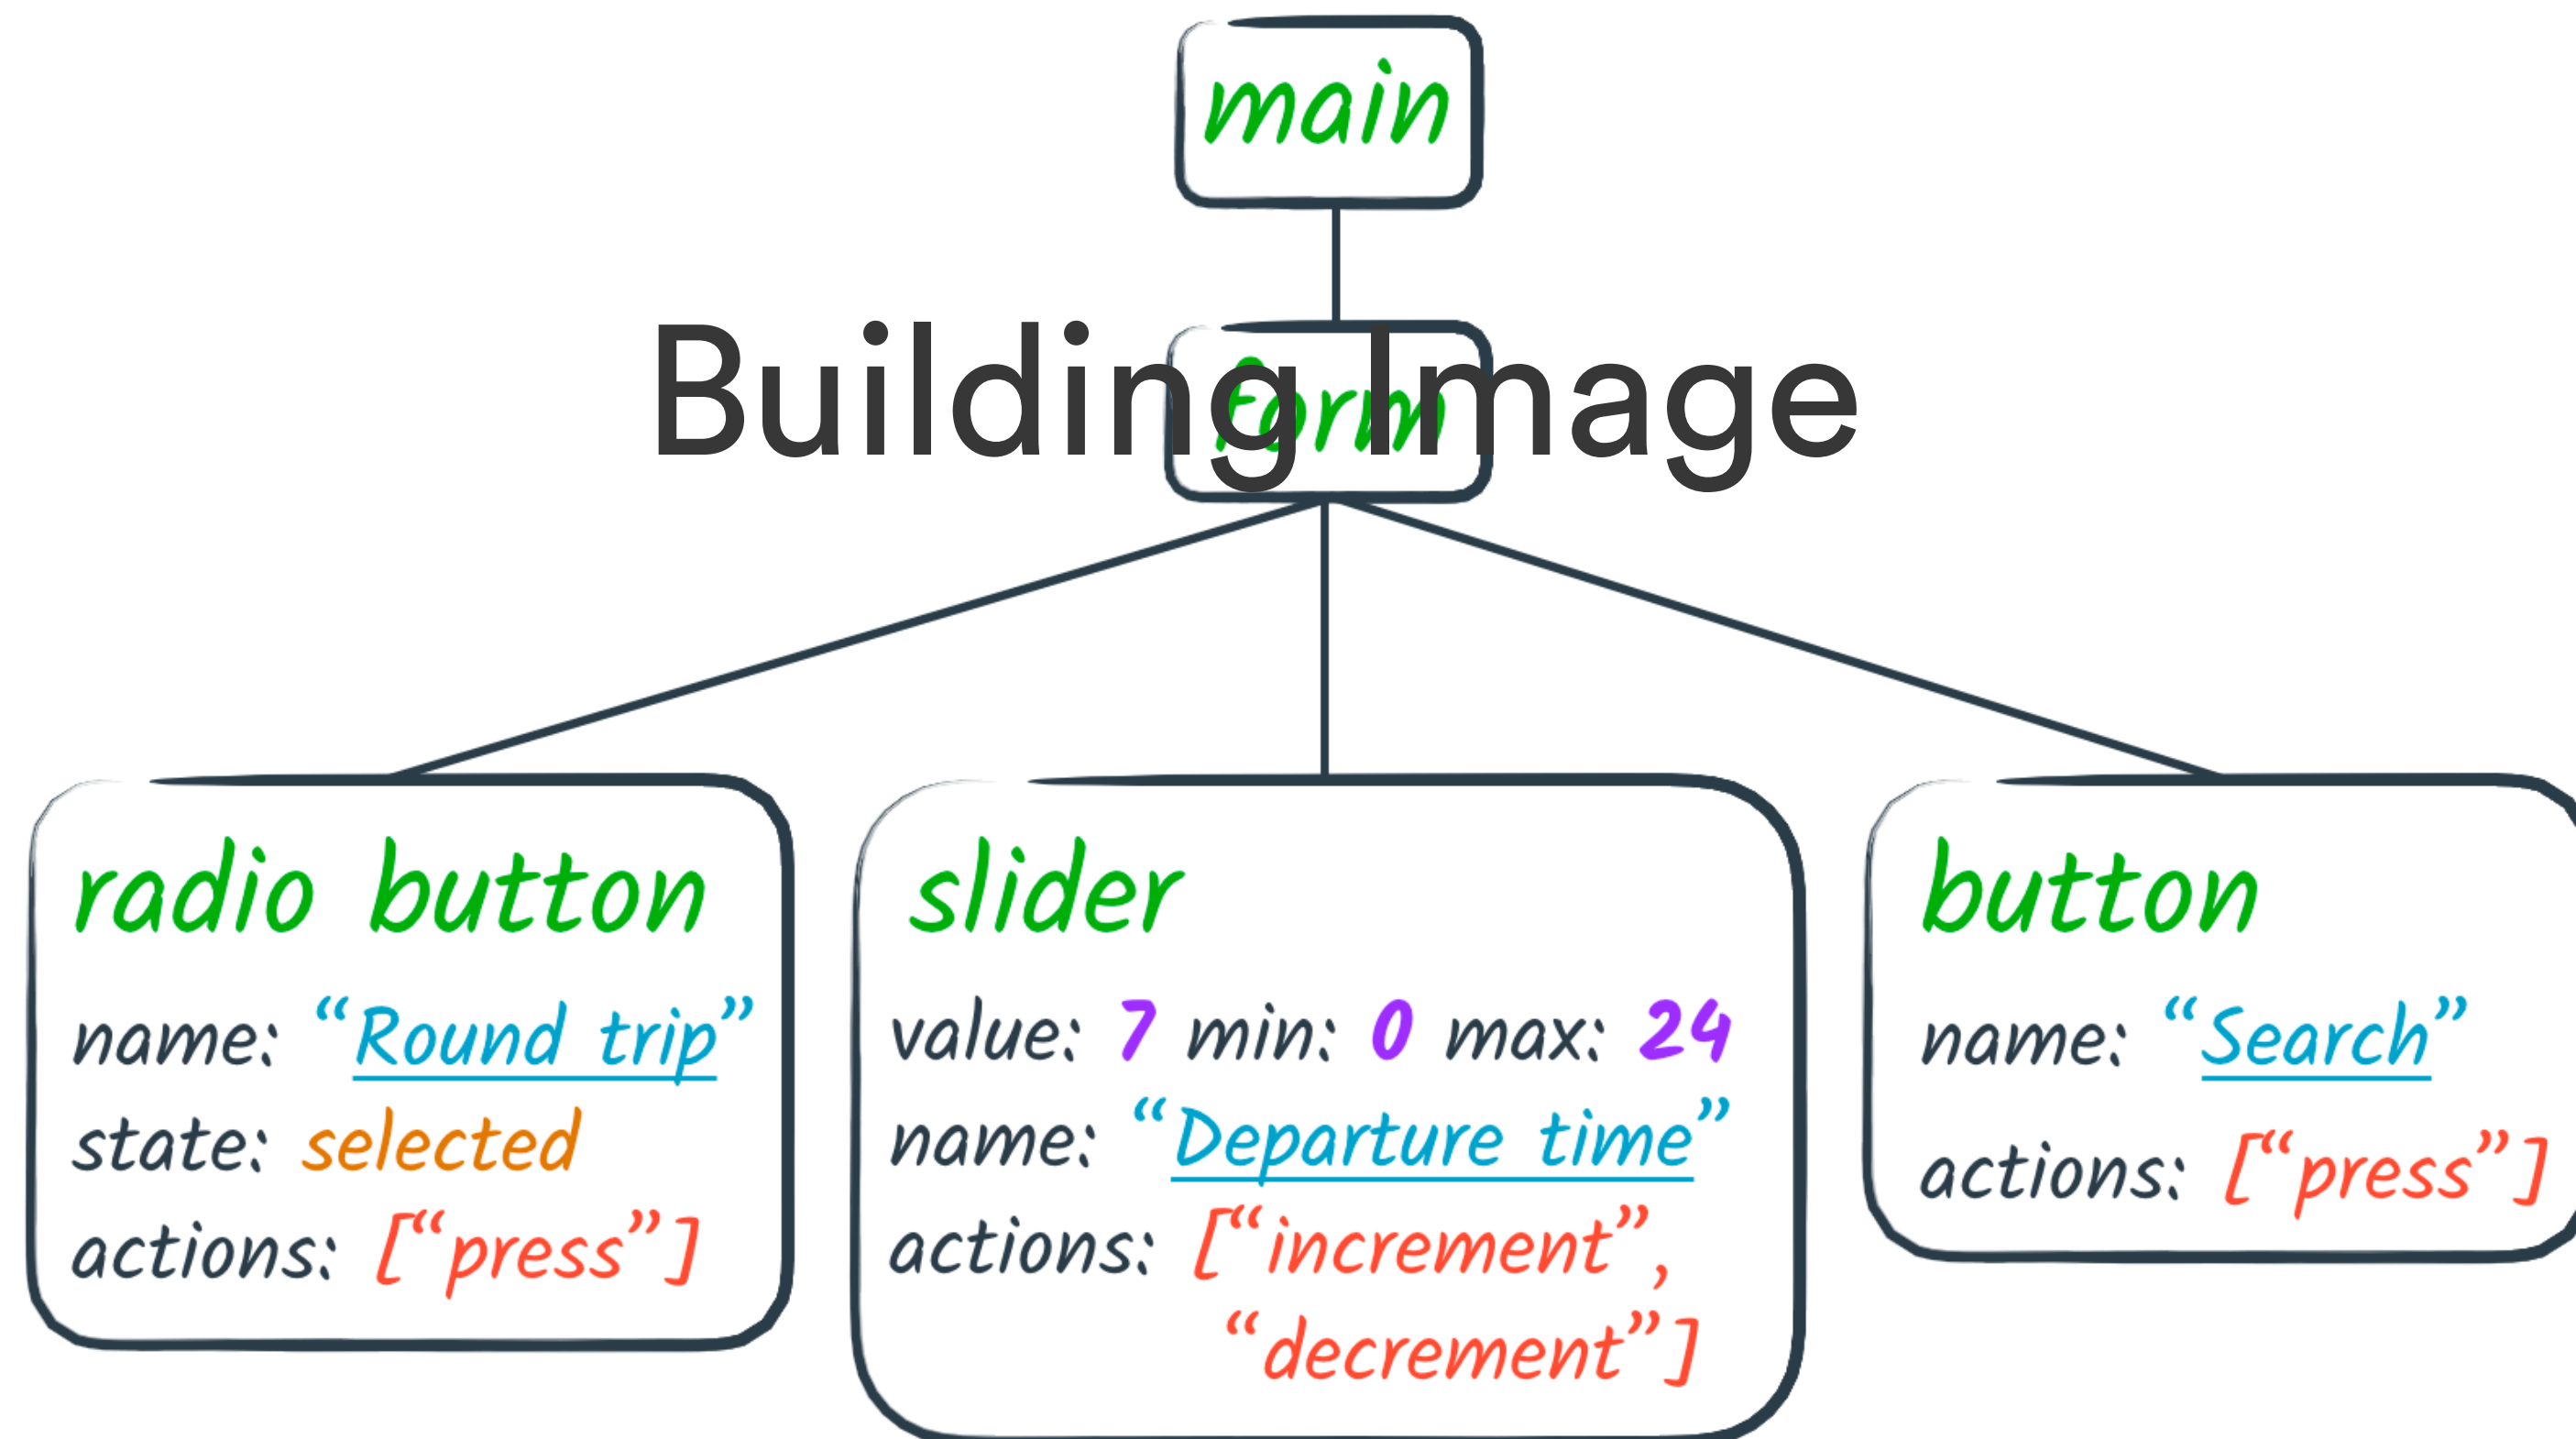 main
Building Image
form
radio button
name: “Round trip”
state: selected
actions: [“press”]
slider
value: 7 min: 0 max: 24
name: “Departure time”
actions: [“increment”,
“decrement”]
button
name: “Search”
actions: [“press”]